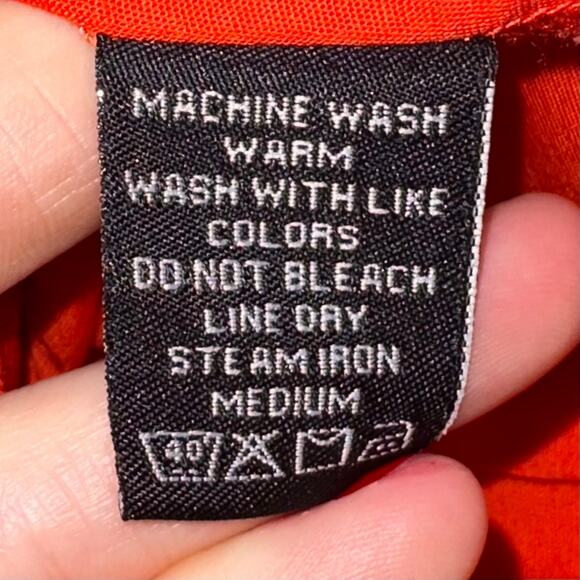 MACHINE WASH
WARM
WASH WITH LIKE
COLORS
DO NOT BLEACH
LINE DRY
STEAM IRON
MEDIUM
40